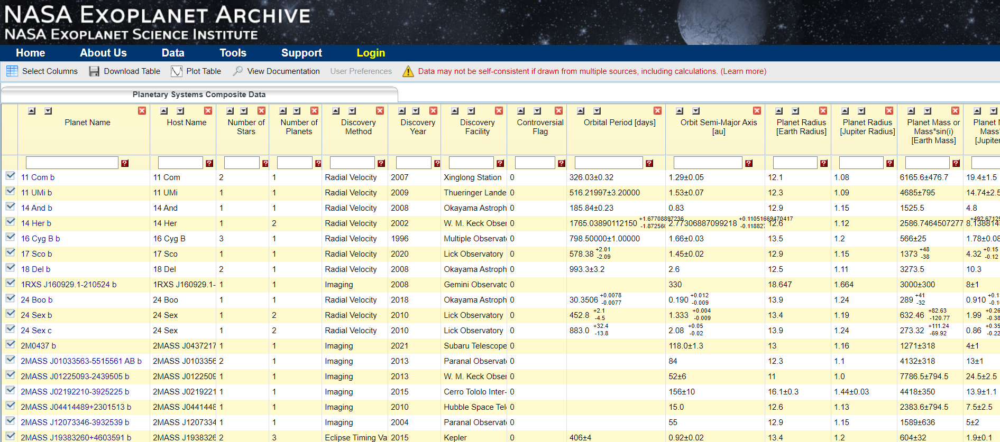 NASA EXOPLANET ARCHIVE
NASA EXOPLANET SCIENCE INSTITUTE
Home About Us Data Tools Support Login
Select Columns Download Table Plot Table View Documentation User Preferences Data may not be self-consistent if drawn from multiple sources, including calculations. (Learn more)
Planetary Systems Composite Data
Planet Name Host Name Number of Stars Number of Planets Discovery Method Discovery Year Discovery Facility Controversial Flag Orbital Period [days] Orbit Semi-Major Axis [au] Planet Radius [Earth Radius] Planet Radius [Jupiter Radius] Planet Mass or Mass*sin(i) [Earth Mass] Planet M Mass* [Jupiter
11 Com b 11 Com 2 1 Radial Velocity 2007 Xinglong Station 0 326.03±0.32 1.29±0.05 12.1 1.08 6165.6±476.7 19.4±1.5
11 UMi b 11 UMi 1 1 Radial Velocity 2009 Thueringer Lande 0 516.21997±3.20000 1.53±0.07 12.3 1.09 4685±795 14.74±2.5
14 And b 14 And 1 1 Radial Velocity 2008 Okayama Astroph 0 185.84±0.23 0.83 12.9 1.15 1525.5 4.8
14 Her b 14 Her 1 2 Radial Velocity 2002 W. M. Keck Obser 0 1765.03890112150 +1.67708897236 -1.87256 2.77306887099218 +0.11051669470417 -0.11882 12.6 1.12 2586.7464507277 +492.67125 8.138814
16 Cyg B b 16 Cyg B 3 1 Radial Velocity 1996 Multiple Observat 0 798.50000±1.00000 1.66±0.03 13.5 1.2 566±25 1.78±0.08
17 Sco b 17 Sco 1 1 Radial Velocity 2020 Lick Observatory 0 578.38 +2.01 -2.09 1.45±0.02 12.9 1.15 1373 +48 -38 4.32 +0.15 -0.12
18 Del b 18 Del 2 1 Radial Velocity 2008 Okayama Astroph 0 993.3±3.2 2.6 12.5 1.11 3273.5 10.3
1RXS J160929.1-210524 b 1RXS J160929.1- 1 1 Imaging 2008 Gemini Observato 0 330 18.647 1.664 3000±300 8±1
24 Boo b 24 Boo 1 1 Radial Velocity 2018 Okayama Astroph 0 30.3506 +0.0078 -0.0077 0.190 +0.012 -0.009 13.9 1.24 289 +41 -32 0.910 +0.1 -0.1
24 Sex b 24 Sex 1 2 Radial Velocity 2010 Lick Observatory 0 452.8 +2.1 -4.5 1.333 +0.004 -0.009 13.4 1.19 632.46 +82.63 -120.77 1.99 +0.26 -0.38
24 Sex c 24 Sex 1 2 Radial Velocity 2010 Lick Observatory 0 883.0 +32.4 -13.8 2.08 +0.05 -0.02 13.9 1.24 273.32 +111.24 -69.92 0.86 +0.35 -0.22
2M0437 b 2MASS J0437217 1 1 Imaging 2021 Subaru Telescope 0 118.0±1.3 13 1.16 1271±318 4±1
2MASS J01033563-5515561 AB b 2MASS J0103356 2 1 Imaging 2013 Paranal Observat 0 84 12.3 1.1 4132±318 13±1
2MASS J01225093-2439505 b 2MASS J0122509 1 1 Imaging 2013 W. M. Keck Obser 0 52±6 11 1.0 7786.5±794.5 24.5±2.5
2MASS J02192210-3925225 b 2MASS J0219221 1 1 Imaging 2015 Cerro Tololo Inter- 0 156±10 16.1±0.3 1.44±0.03 4418±350 13.9±1.1
2MASS J04414489+2301513 b 2MASS J0441448 1 1 Imaging 2010 Hubble Space Tel 0 15.0 12.6 1.13 2383.6±794.5 7.5±2.5
2MASS J12073346-3932539 b 2MASS J1207334 1 1 Imaging 2004 Paranal Observat 0 55 12.9 1.15 1589±636 5±2
2MASS J19383260+4603591 b 2MASS J1938326 2 3 Eclipse Timing Va 2015 Kepler 0 406±4 0.92±0.02 13.4 1.2 604±32 1.9±0.1